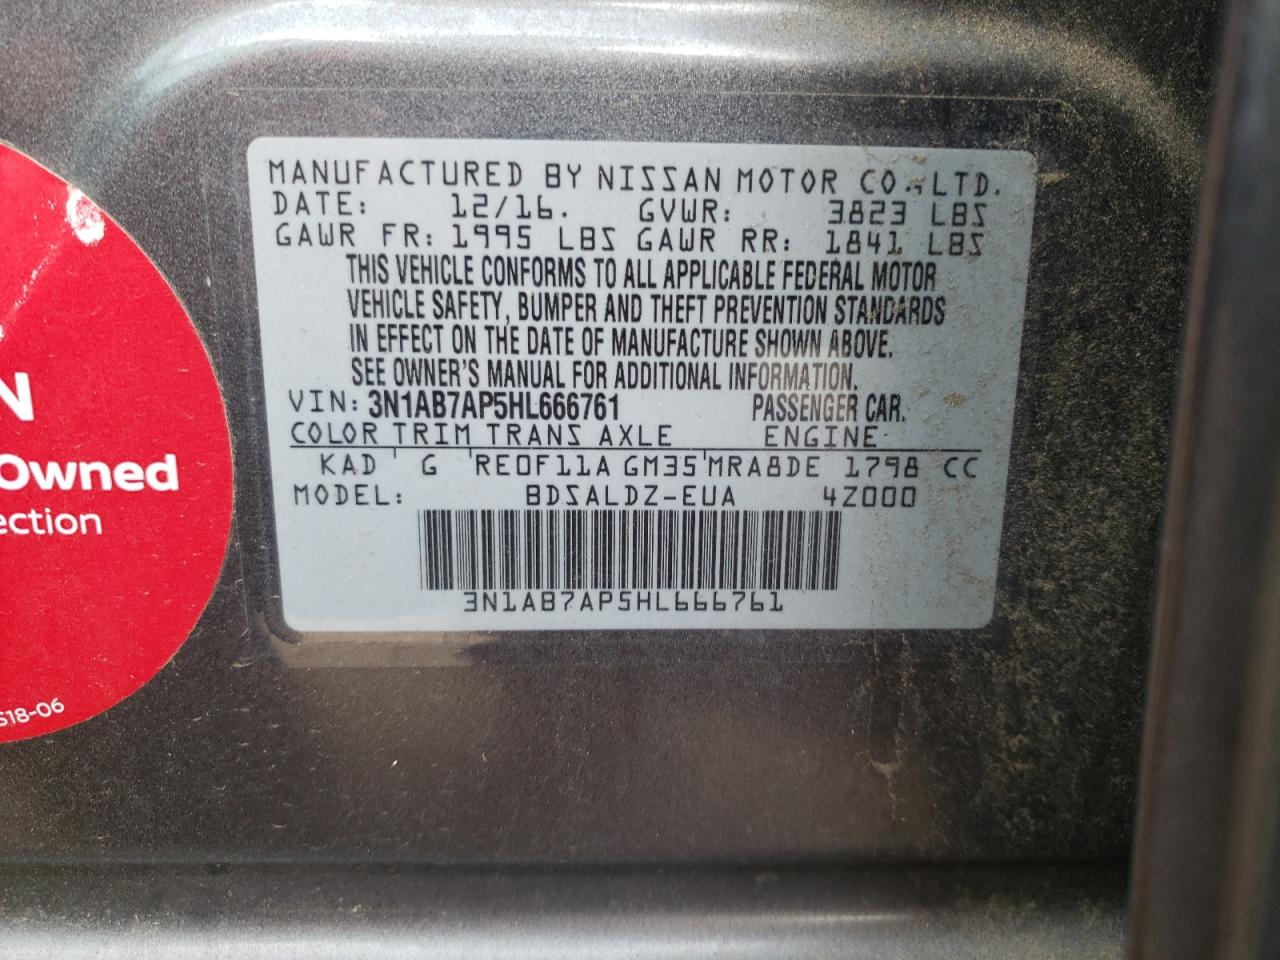 MANUFACTURED BY NISSAN MOTOR CO.,LTD.
DATE: 12/16. GVWR: 3823 LBS
GAWR FR: 1995 LBS GAWR RR: 1841 LBS
THIS VEHICLE CONFORMS TO ALL APPLICABLE FEDERAL MOTOR
VEHICLE SAFETY, BUMPER AND THEFT PREVENTION STANDARDS
IN EFFECT ON THE DATE OF MANUFACTURE SHOWN ABOVE.
SEE OWNER'S MANUAL FOR ADDITIONAL INFORMATION.
VIN: 3N1AB7AP5HL666761 PASSENGER CAR.
COLOR TRIM TRANS AXLE ENGINE
KAD G RE0F11A GM35 MRA8DE 1798 CC
MODEL: BDSALDZ-EUA 4Z000
3N1AB7AP5HL666761
N
Owned
ection
S18-06